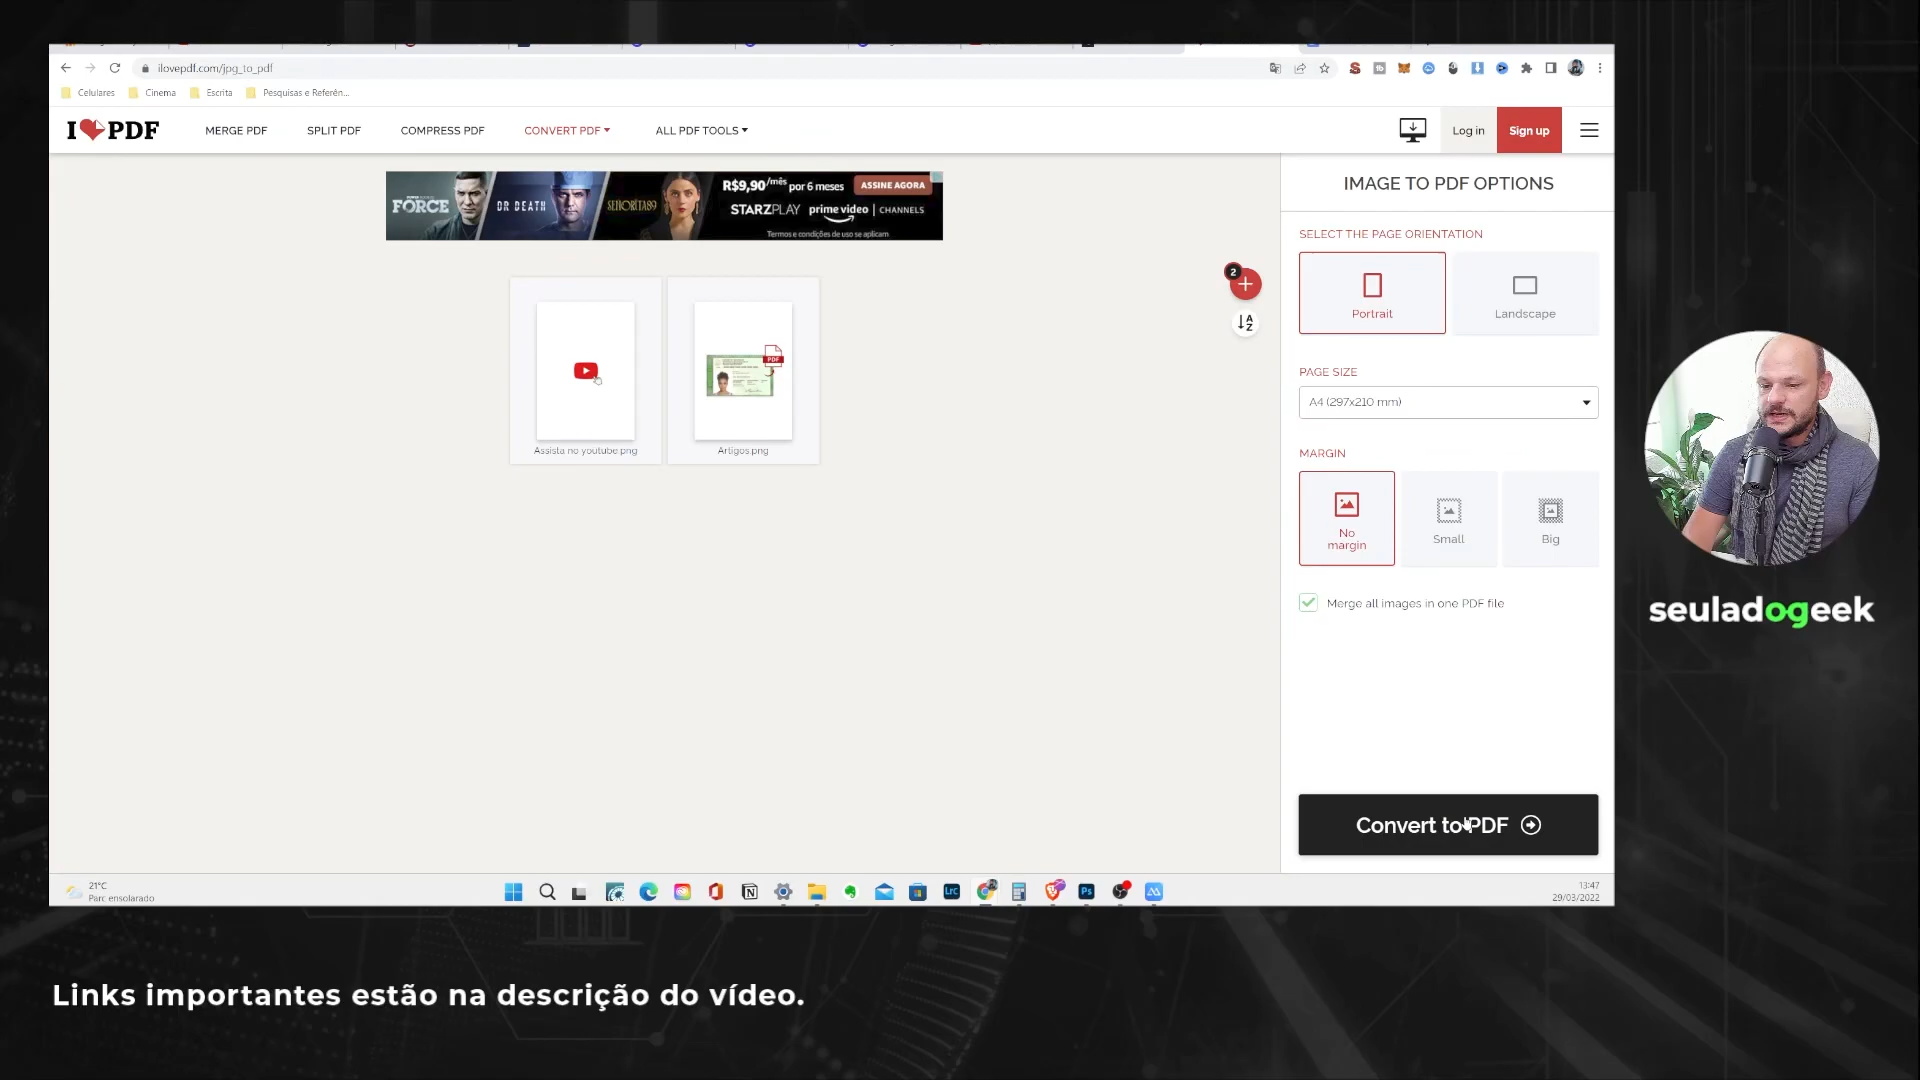 ilovepdf.com/jpg_to_pdf
Celulares
Cinema
Escrita
Pesquisas e Referên...
I PDF
MERGE PDF
SPLIT PDF
COMPRESS PDF
CONVERT PDF
ALL PDF TOOLS
Log in
Sign up
FORCE
DR DEATH
SEÑORITA89
R$9,90/mês por 6 meses
ASSINE AGORA
STARZPLAY
prime video
CHANNELS
Termos e condições de uso se aplicam
IMAGE TO PDF OPTIONS
SELECT THE PAGE ORIENTATION
Portrait
Landscape
2
A
Z
PDF
Assista no youtube.png
Artigos.png
PAGE SIZE
A4 (297x210 mm)
MARGIN
No
margin
Small
Big
Merge all images in one PDF file
Convert to PDF
seuladogeek
21°C
Parc ensolarado
N
Lrc
Ps
13:47
29/03/2022
Links importantes estão na descrição do vídeo.